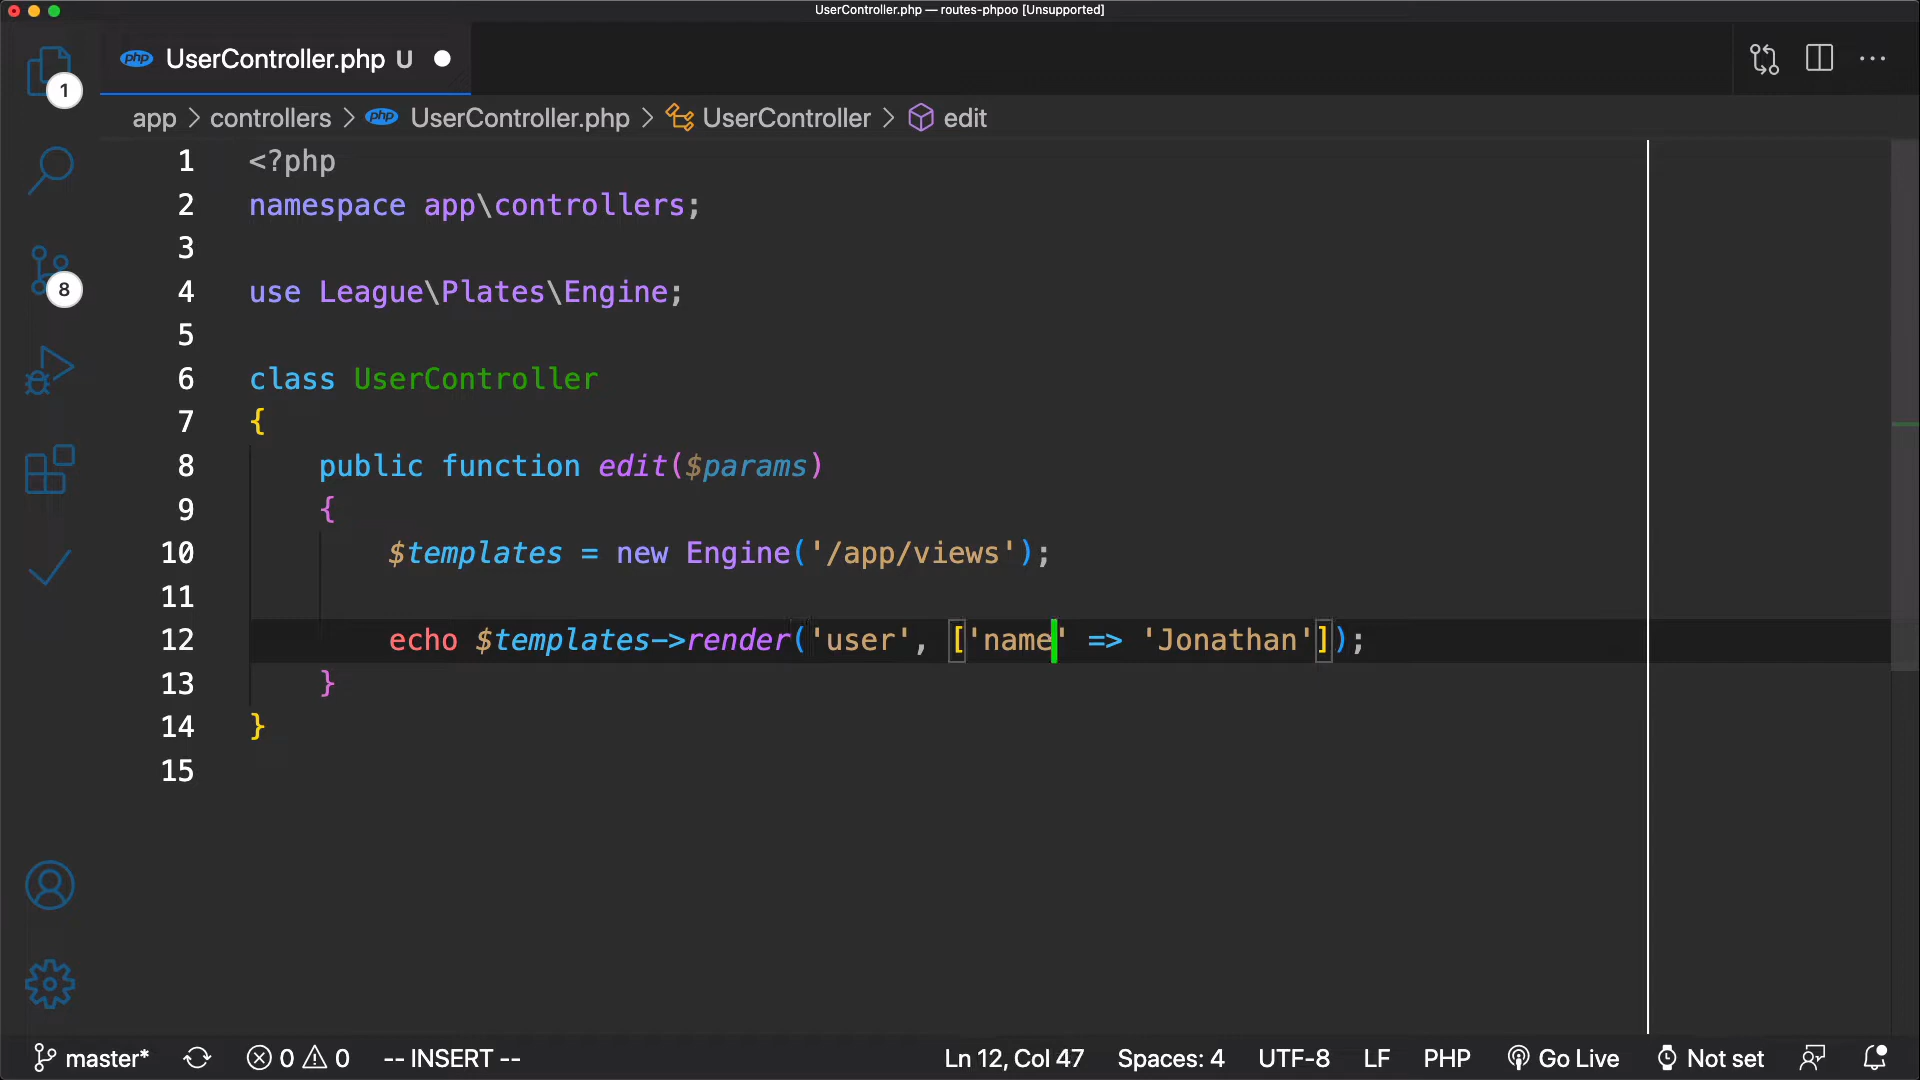 UserController.php — routes-phpoo [Unsupported]
php UserController.php U
1
app > controllers > php UserController.php > UserController > edit
1 <?php
2 namespace app\controllers;
3
4 use League\Plates\Engine;
5
6 class UserController
7 {
8 public function edit($params)
9 {
10 $templates = new Engine('/app/views');
11
12 echo $templates->render('user', ['name' => 'Jonathan']);
13 }
14 }
15
8
master* 0 0 -- INSERT -- Ln 12, Col 47 Spaces: 4 UTF-8 LF PHP Go Live Not set